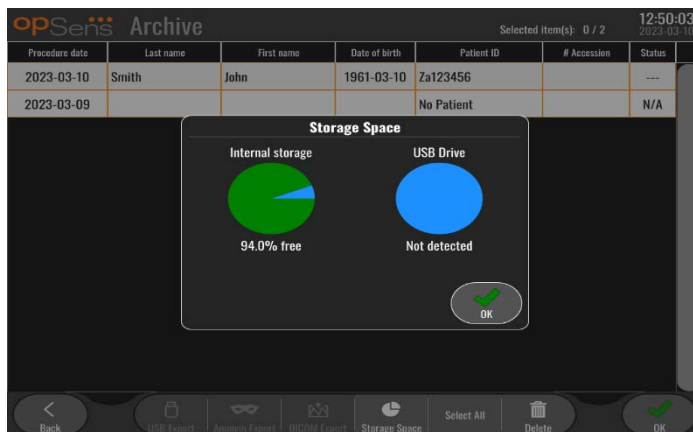 opSens Archive Selected item(s): 0 / 2 12:50:03
2023-03-10
Procedure date Last name First name Date of birth Patient ID # Accession Status
2023-03-10 Smith John 1961-03-10 Za123456 ---
2023-03-09 No Patient N/A
Storage Space
Internal storage USB Drive
94.0% free Not detected
OK
Back USB Export Anonym Export DICOM Export Storage Space Select All Delete OK